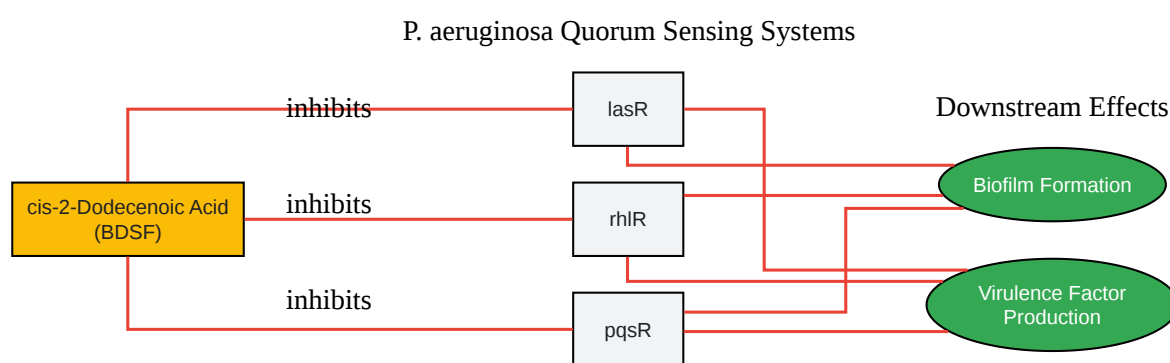 P. aeruginosa Quorum Sensing Systems
inhibits
lasR
Downstream Effects
Biofilm Formation
cis-2-Dodecenoic Acid
(BDSF)
inhibits
rhlR
inhibits
pqsR
Virulence Factor
Production